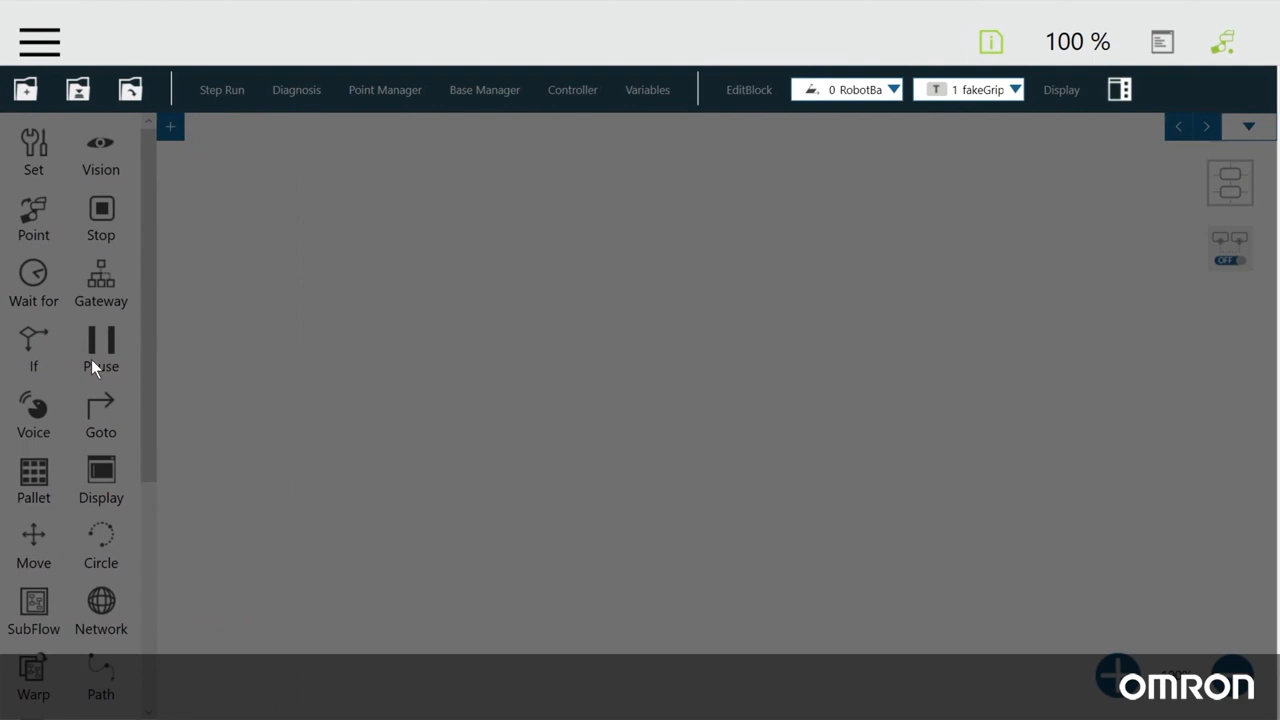 100 %
Step Run Diagnosis Point Manager Base Manager Controller Variables EditBlock 0 RobotBa T 1 fakeGrip Display
Set Vision
Point Stop
OFF
Wait for Gateway
If Pause
Voice Goto
Pallet Display
Move Circle
SubFlow Network
Warp Path
OMRON